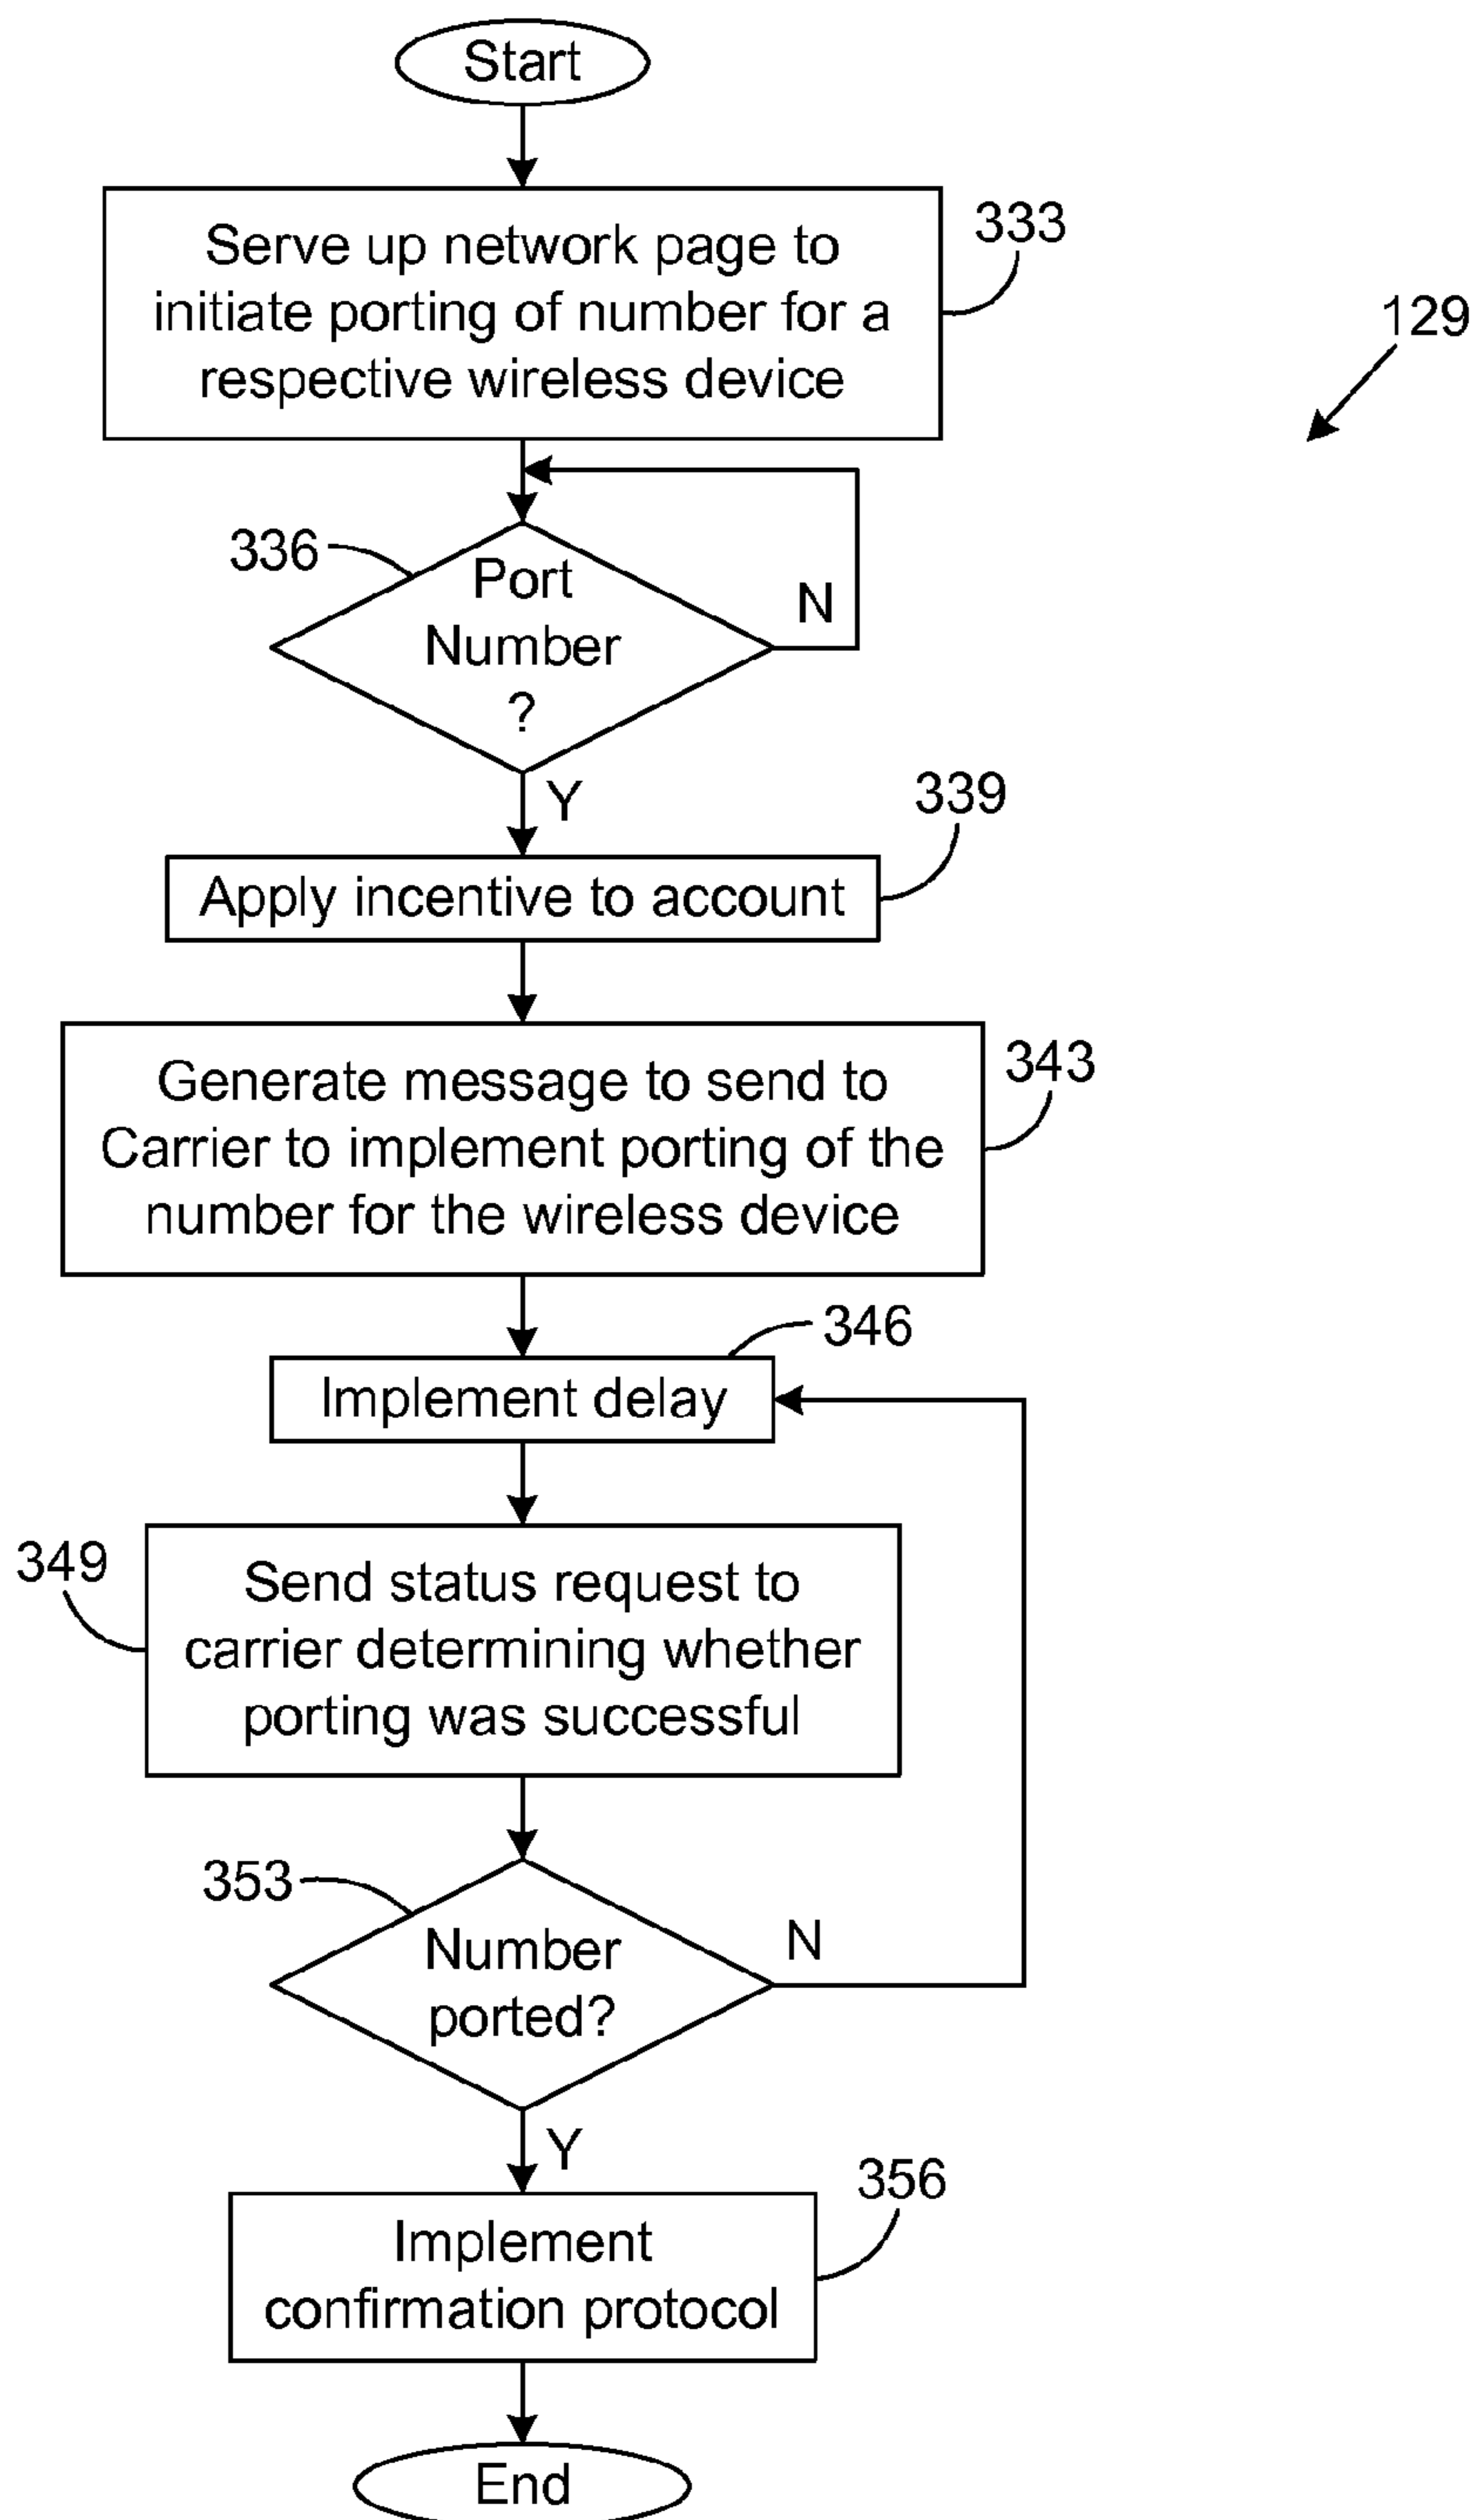 Start
Serve up network page to
initiate porting of number for a
respective wireless device
333
129
336
Port
Number
?
N
Y
339
Apply incentive to account
Generate message to send to
Carrier to implement porting of the
number for the wireless device
343
346
Implement delay
349
Send status request to
carrier determining whether
porting was successful
353
Number
ported?
N
Y
356
Implement
confirmation protocol
End